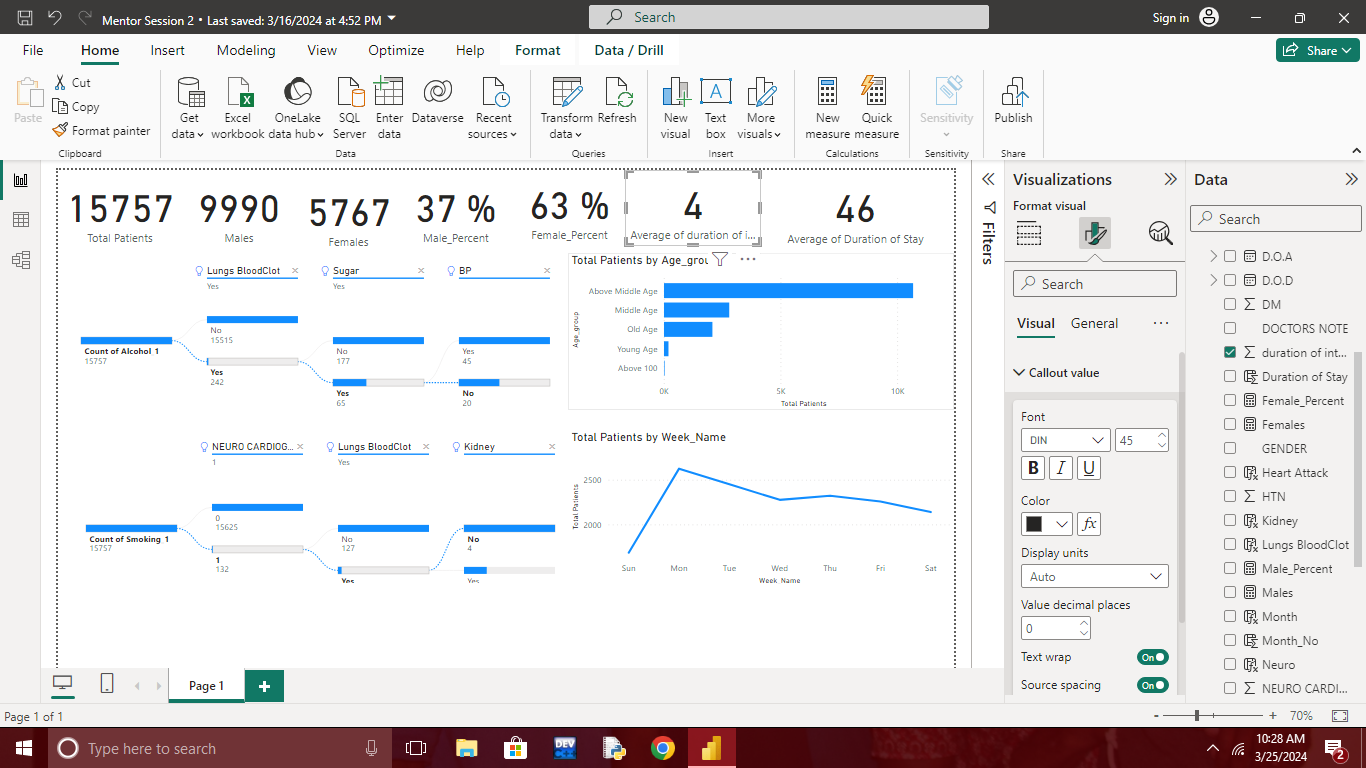 Mentor Session 2 • Last saved: 3/16/2024 at 4:52 PM
Search
Sign in
File Home Insert Modeling View Optimize Help Format Data / Drill
Share
Paste
Cut
Copy
Format painter
Clipboard
Get data
Excel workbook
OneLake data hub
SQL Server
Enter data
Dataverse
Recent sources
Data
Transform data
Refresh
Queries
New visual
Text box
More visuals
Insert
New measure
Quick measure
Calculations
Sensitivity
Sensitivity
Publish
Share
15757
Total Patients
9990
Males
5767
Females
37 %
Male_Percent
63 %
Female_Percent
4
Average of duration of i...
46
Average of Duration of Stay
Lungs BloodClot
Yes
Sugar
Yes
BP
Count of Alcohol 1
15757
No
15515
Yes
242
No
177
Yes
65
Yes
45
No
20
Total Patients by Age_grou
Age_group
Above Middle Age
Middle Age
Old Age
Young Age
Above 100
0K 5K 10K
Total Patients
NEURO CARDIOG...
1
Lungs BloodClot
Yes
Kidney
Count of Smoking 1
15757
0
15625
1
132
No
127
Yes
No
4
Yes
Total Patients by Week_Name
Total Patients
2500
2000
Sun Mon Tue Wed Thu Fri Sat
Week_Name
Filters
Visualizations
Format visual
Search
Visual General
Callout value
Font
DIN 45
B I U
Color
fx
Display units
Auto
Value decimal places
0
Text wrap On
Source spacing On
Data
Search
D.O.A
D.O.D
DM
DOCTORS NOTE
duration of int...
Duration of Stay
Female_Percent
Females
GENDER
Heart Attack
HTN
Kidney
Lungs BloodClot
Male_Percent
Males
Month
Month_No
Neuro
NEURO CARDI...
Page 1
Page 1 of 1
- + 70%
Type here to search
DEV
10:28 AM
3/25/2024
2